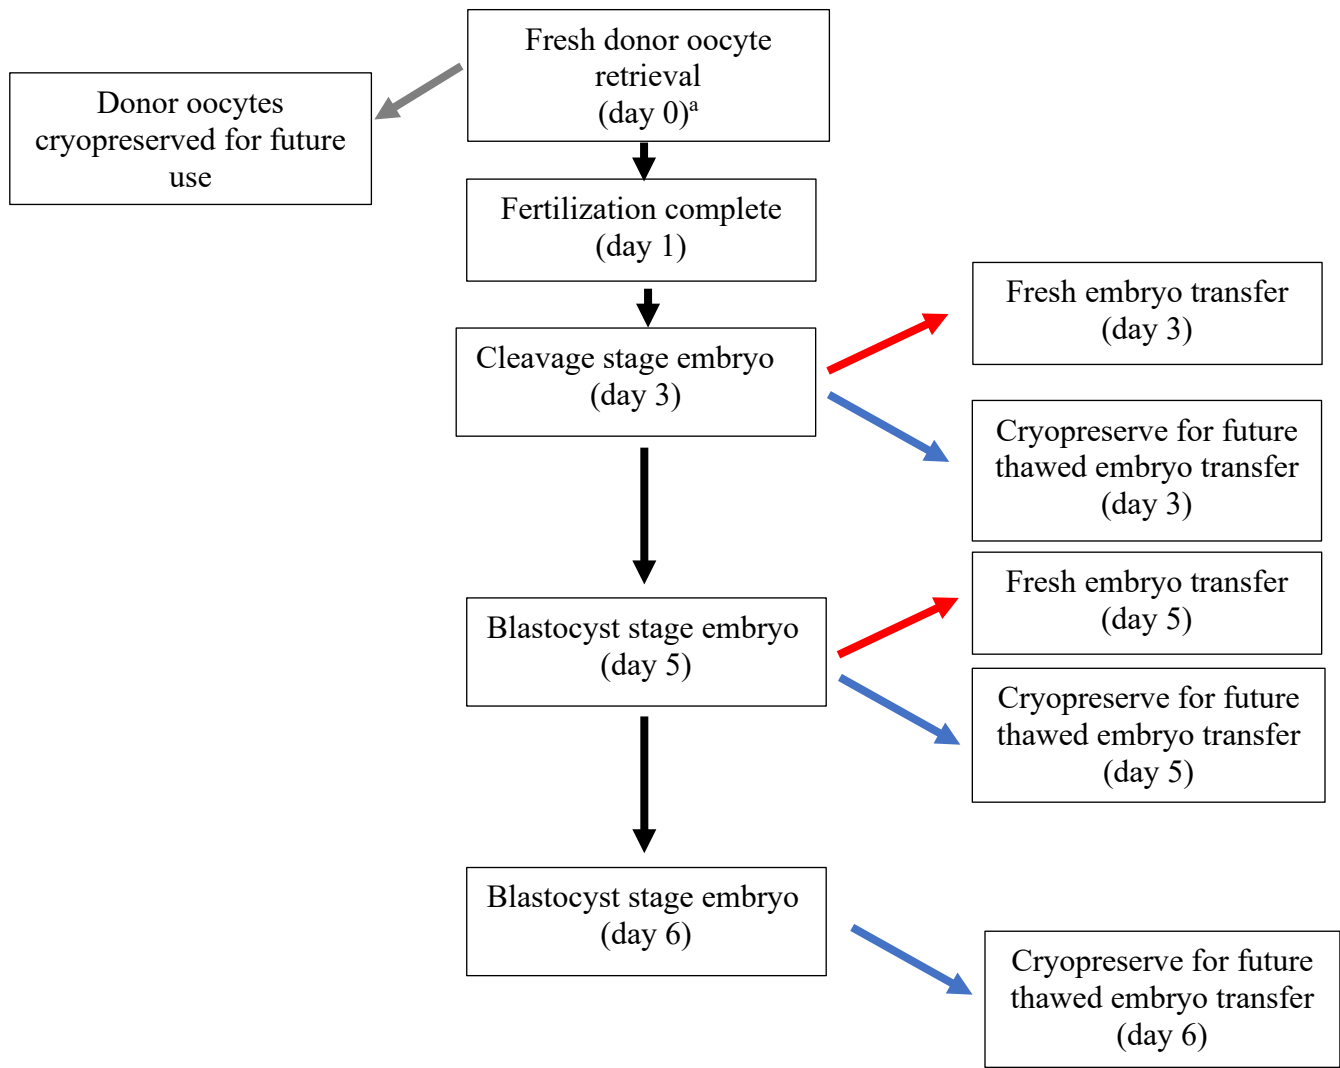 Fresh donor oocyte
retrieval
(day 0)ᵃ
Donor oocytes
cryopreserved for future
use
Fertilization complete
(day 1)
Cleavage stage embryo
(day 3)
Fresh embryo transfer
(day 3)
Cryopreserve for future
thawed embryo transfer
(day 3)
Blastocyst stage embryo
(day 5)
Fresh embryo transfer
(day 5)
Cryopreserve for future
thawed embryo transfer
(day 5)
Blastocyst stage embryo
(day 6)
Cryopreserve for future
thawed embryo transfer
(day 6)